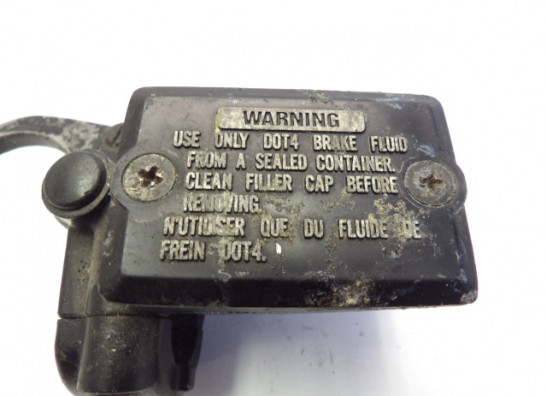 WARNING
USE ONLY DOT4 BRAKE FLUID
FROM A SEALED CONTAINER.
CLEAN FILLER CAP BEFORE
REMOVING.
N'UTILISER QUE DU FLUIDE DE
FREIN DOT4.